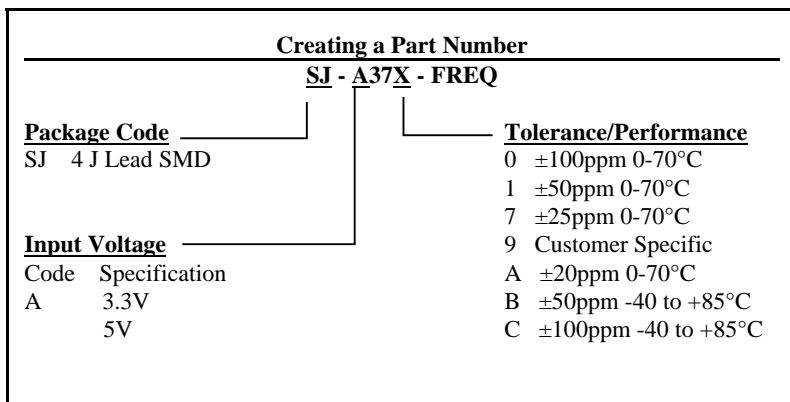 Creating a Part Number
SJ - A37X - FREQ
Package Code
SJ 4 J Lead SMD
Input Voltage
Code Specification
A 3.3V
5V
Tolerance/Performance
0 ±100ppm 0-70°C
1 ±50ppm 0-70°C
7 ±25ppm 0-70°C
9 Customer Specific
A ±20ppm 0-70°C
B ±50ppm -40 to +85°C
C ±100ppm -40 to +85°C